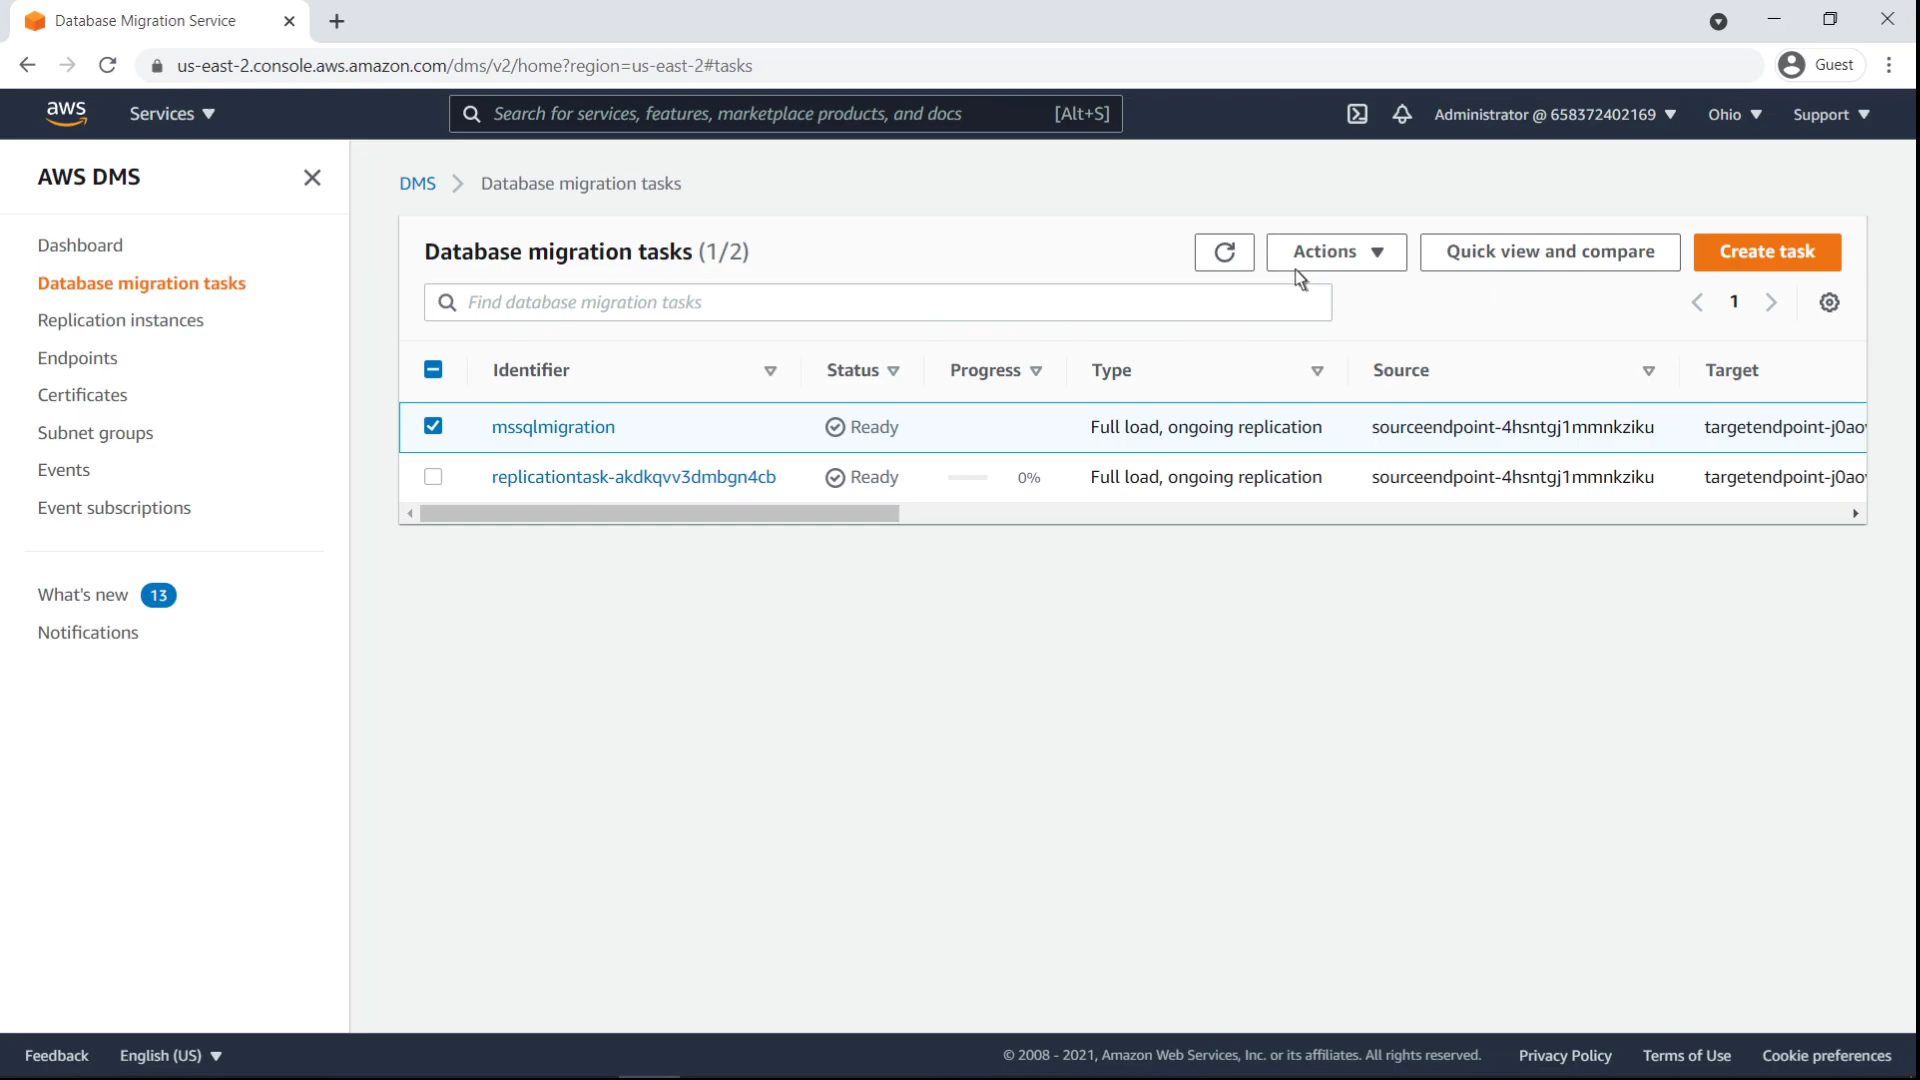 Database Migration Service
us-east-2.console.aws.amazon.com/dms/v2/home?region=us-east-2#tasks
Guest
aws
Services
Search for services, features, marketplace products, and docs [Alt+S]
Administrator @ 658372402169
Ohio
Support
AWS DMS
Dashboard
Database migration tasks
Replication instances
Endpoints
Certificates
Subnet groups
Events
Event subscriptions
What's new 13
Notifications
DMS
Database migration tasks
Database migration tasks (1/2)
Actions
Quick view and compare
Create task
Find database migration tasks
1
Identifier Status Progress Type Source Target
mssqlmigration Ready Full load, ongoing replication sourceendpoint-4hsntgj1mmnkziku targetendpoint-j0ao
replicationtask-akdkqvv3dmbgn4cb Ready 0% Full load, ongoing replication sourceendpoint-4hsntgj1mmnkziku targetendpoint-j0ao
Feedback
English (US)
© 2008 - 2021, Amazon Web Services, Inc. or its affiliates. All rights reserved.
Privacy Policy
Terms of Use
Cookie preferences